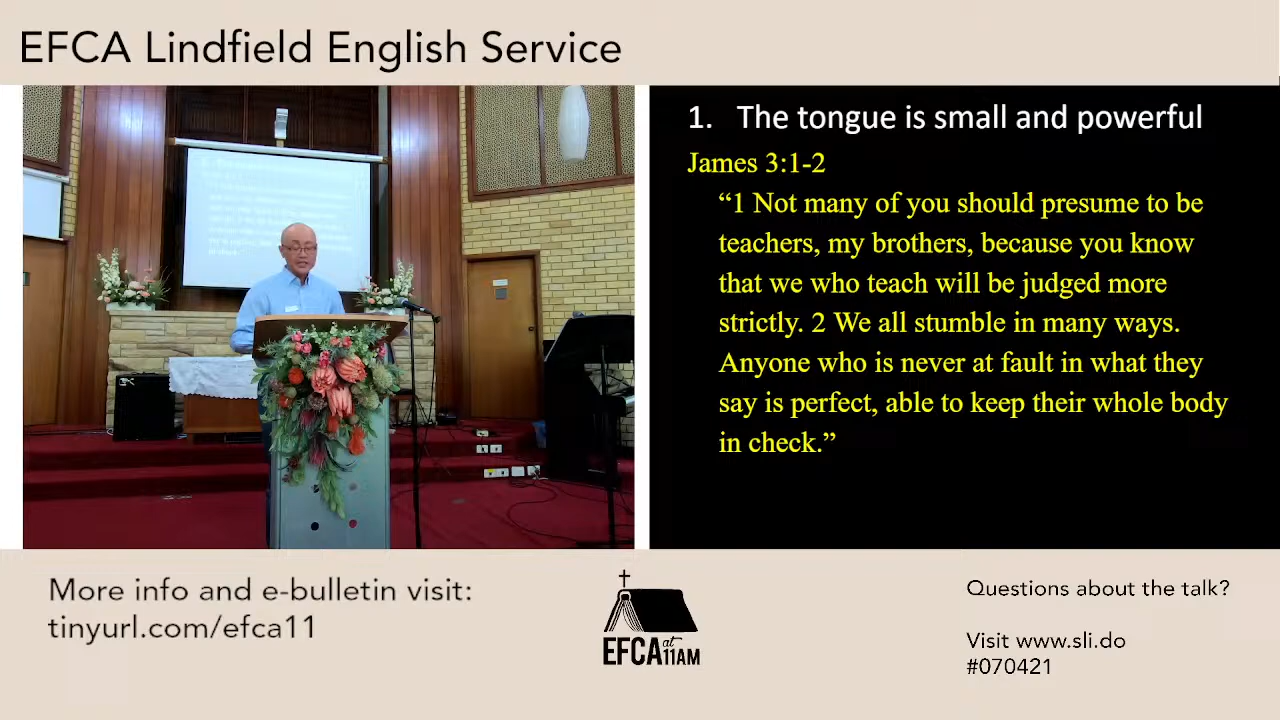 EFCA Lindfield English Service
1. The tongue is small and powerful
James 3:1-2
“1 Not many of you should presume to be
teachers, my brothers, because you know
that we who teach will be judged more
strictly. 2 We all stumble in many ways.
Anyone who is never at fault in what they
say is perfect, able to keep their whole body
in check.”
More info and e-bulletin visit:
tinyurl.com/efca11
EFCA at 11AM
Questions about the talk?
Visit www.sli.do
#070421